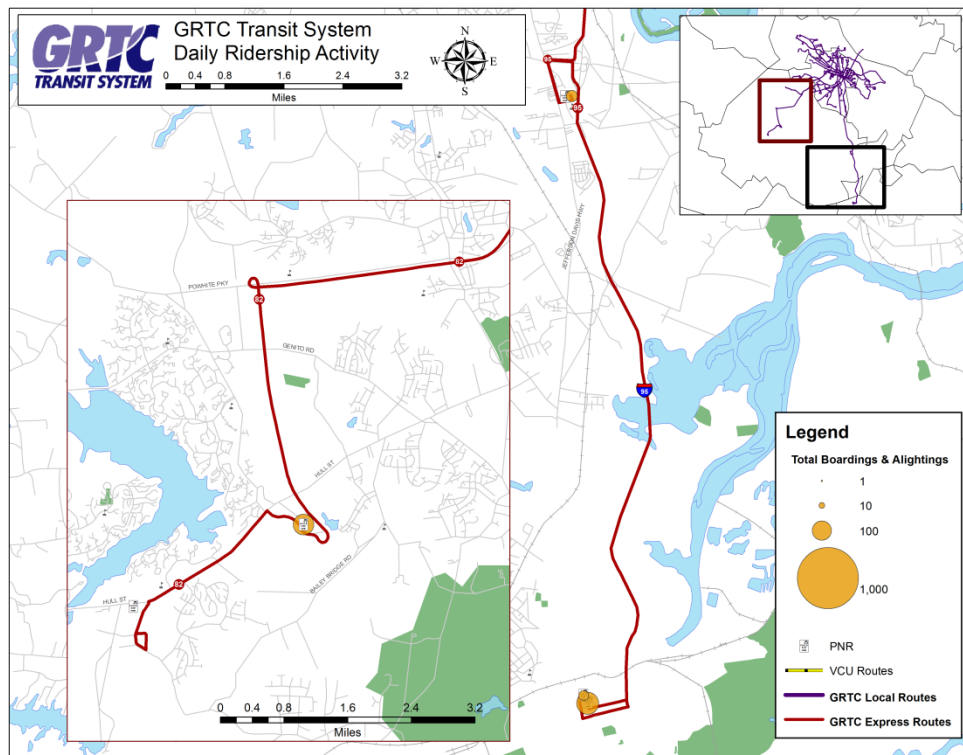 GRTC
TRANSIT SYSTEM
GRTC Transit System
Daily Ridership Activity
0 0.4 0.8 1.6 2.4 3.2
Miles
N
W E
S
95
95
JEFFERSON DAVIS HWY
82
POWHITE PKY
82
GENITO RD
95
HULL ST
BAILEY BRIDGE RD
82
HULL ST
0 0.4 0.8 1.6 2.4 3.2
Miles
Legend
Total Boardings & Alightings
1
10
100
1,000
PNR
VCU Routes
GRTC Local Routes
GRTC Express Routes